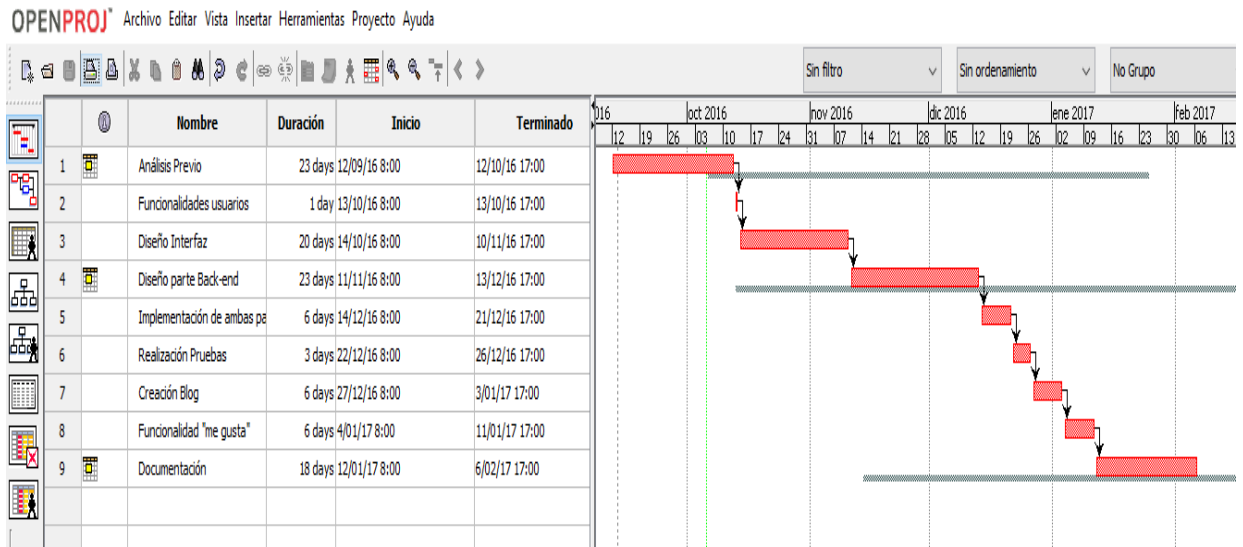 OPENPROJ Archivo Editar Vista Insertar Herramientas Proyecto Ayuda
Sin filtro Sin ordenamiento No Grupo
Nombre Duración Inicio Terminado
016 oct 2016 nov 2016 dic 2016 ene 2017 feb 2017
12 19 26 03 10 17 24 31 07 14 21 28 05 12 19 26 02 09 16 23 30 06 13
1 Análisis Previo 23 days 12/09/16 8:00 12/10/16 17:00
2 Funcionalidades usuarios 1 day 13/10/16 8:00 13/10/16 17:00
3 Diseño Interfaz 20 days 14/10/16 8:00 10/11/16 17:00
4 Diseño parte Back-end 23 days 11/11/16 8:00 13/12/16 17:00
5 Implementación de ambas pa 6 days 14/12/16 8:00 21/12/16 17:00
6 Realización Pruebas 3 days 22/12/16 8:00 26/12/16 17:00
7 Creación Blog 6 days 27/12/16 8:00 3/01/17 17:00
8 Funcionalidad "me gusta" 6 days 4/01/17 8:00 11/01/17 17:00
9 Documentación 18 days 12/01/17 8:00 6/02/17 17:00